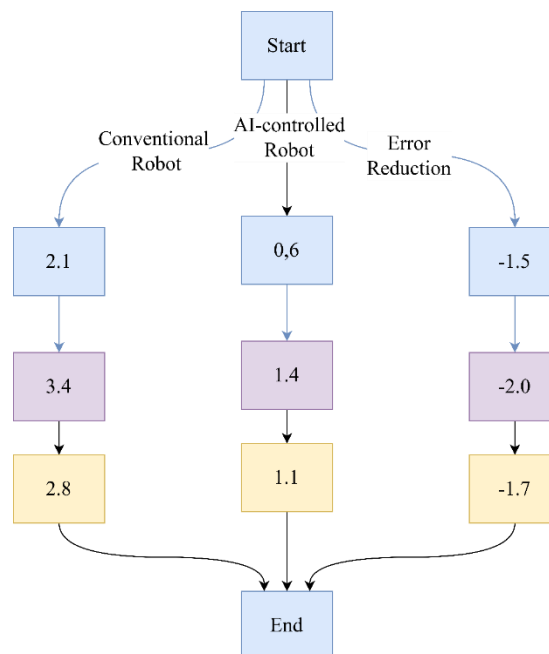 Start
Conventional
Robot
AI-controlled
Robot
Error
Reduction
2.1
0,6
-1.5
3.4
1.4
-2.0
2.8
1.1
-1.7
End